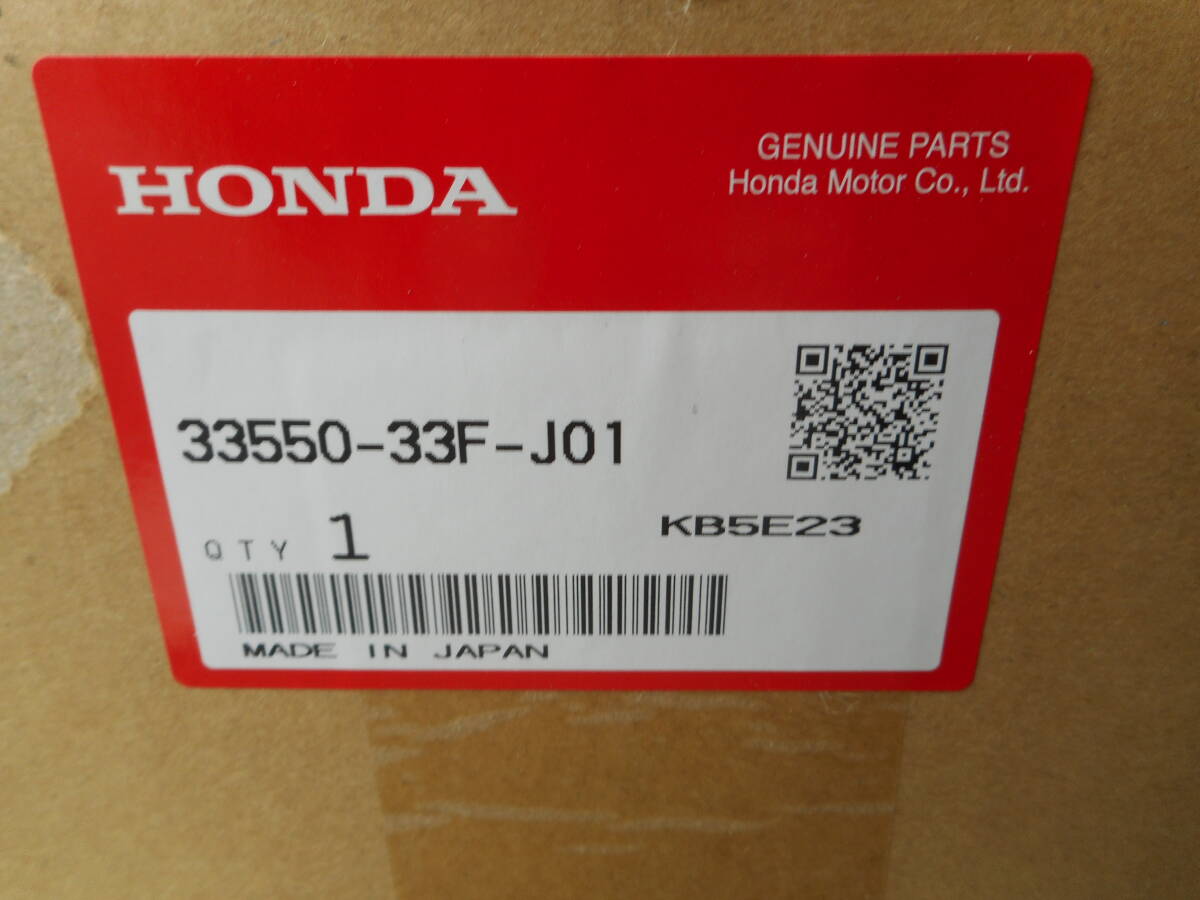 HONDA
GENUINE PARTS
Honda Motor Co., Ltd.
33550-33F-J01
QTY 1
KB5E23
MADE IN JAPAN